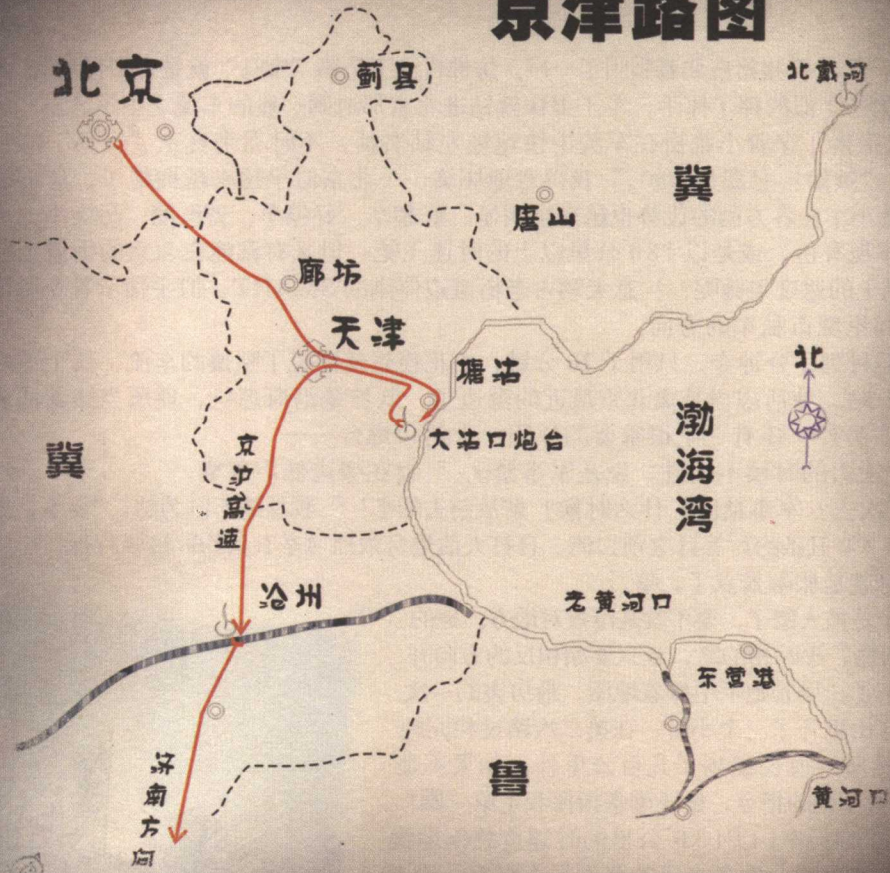 京津路图
北京
蓟县
北戴河
冀
唐山
廊坊
天津
塘沽
北
大沽口炮台
渤海湾
冀
京沪高速
沧州
老黄河口
东营港
鲁
济南方向
黄河口